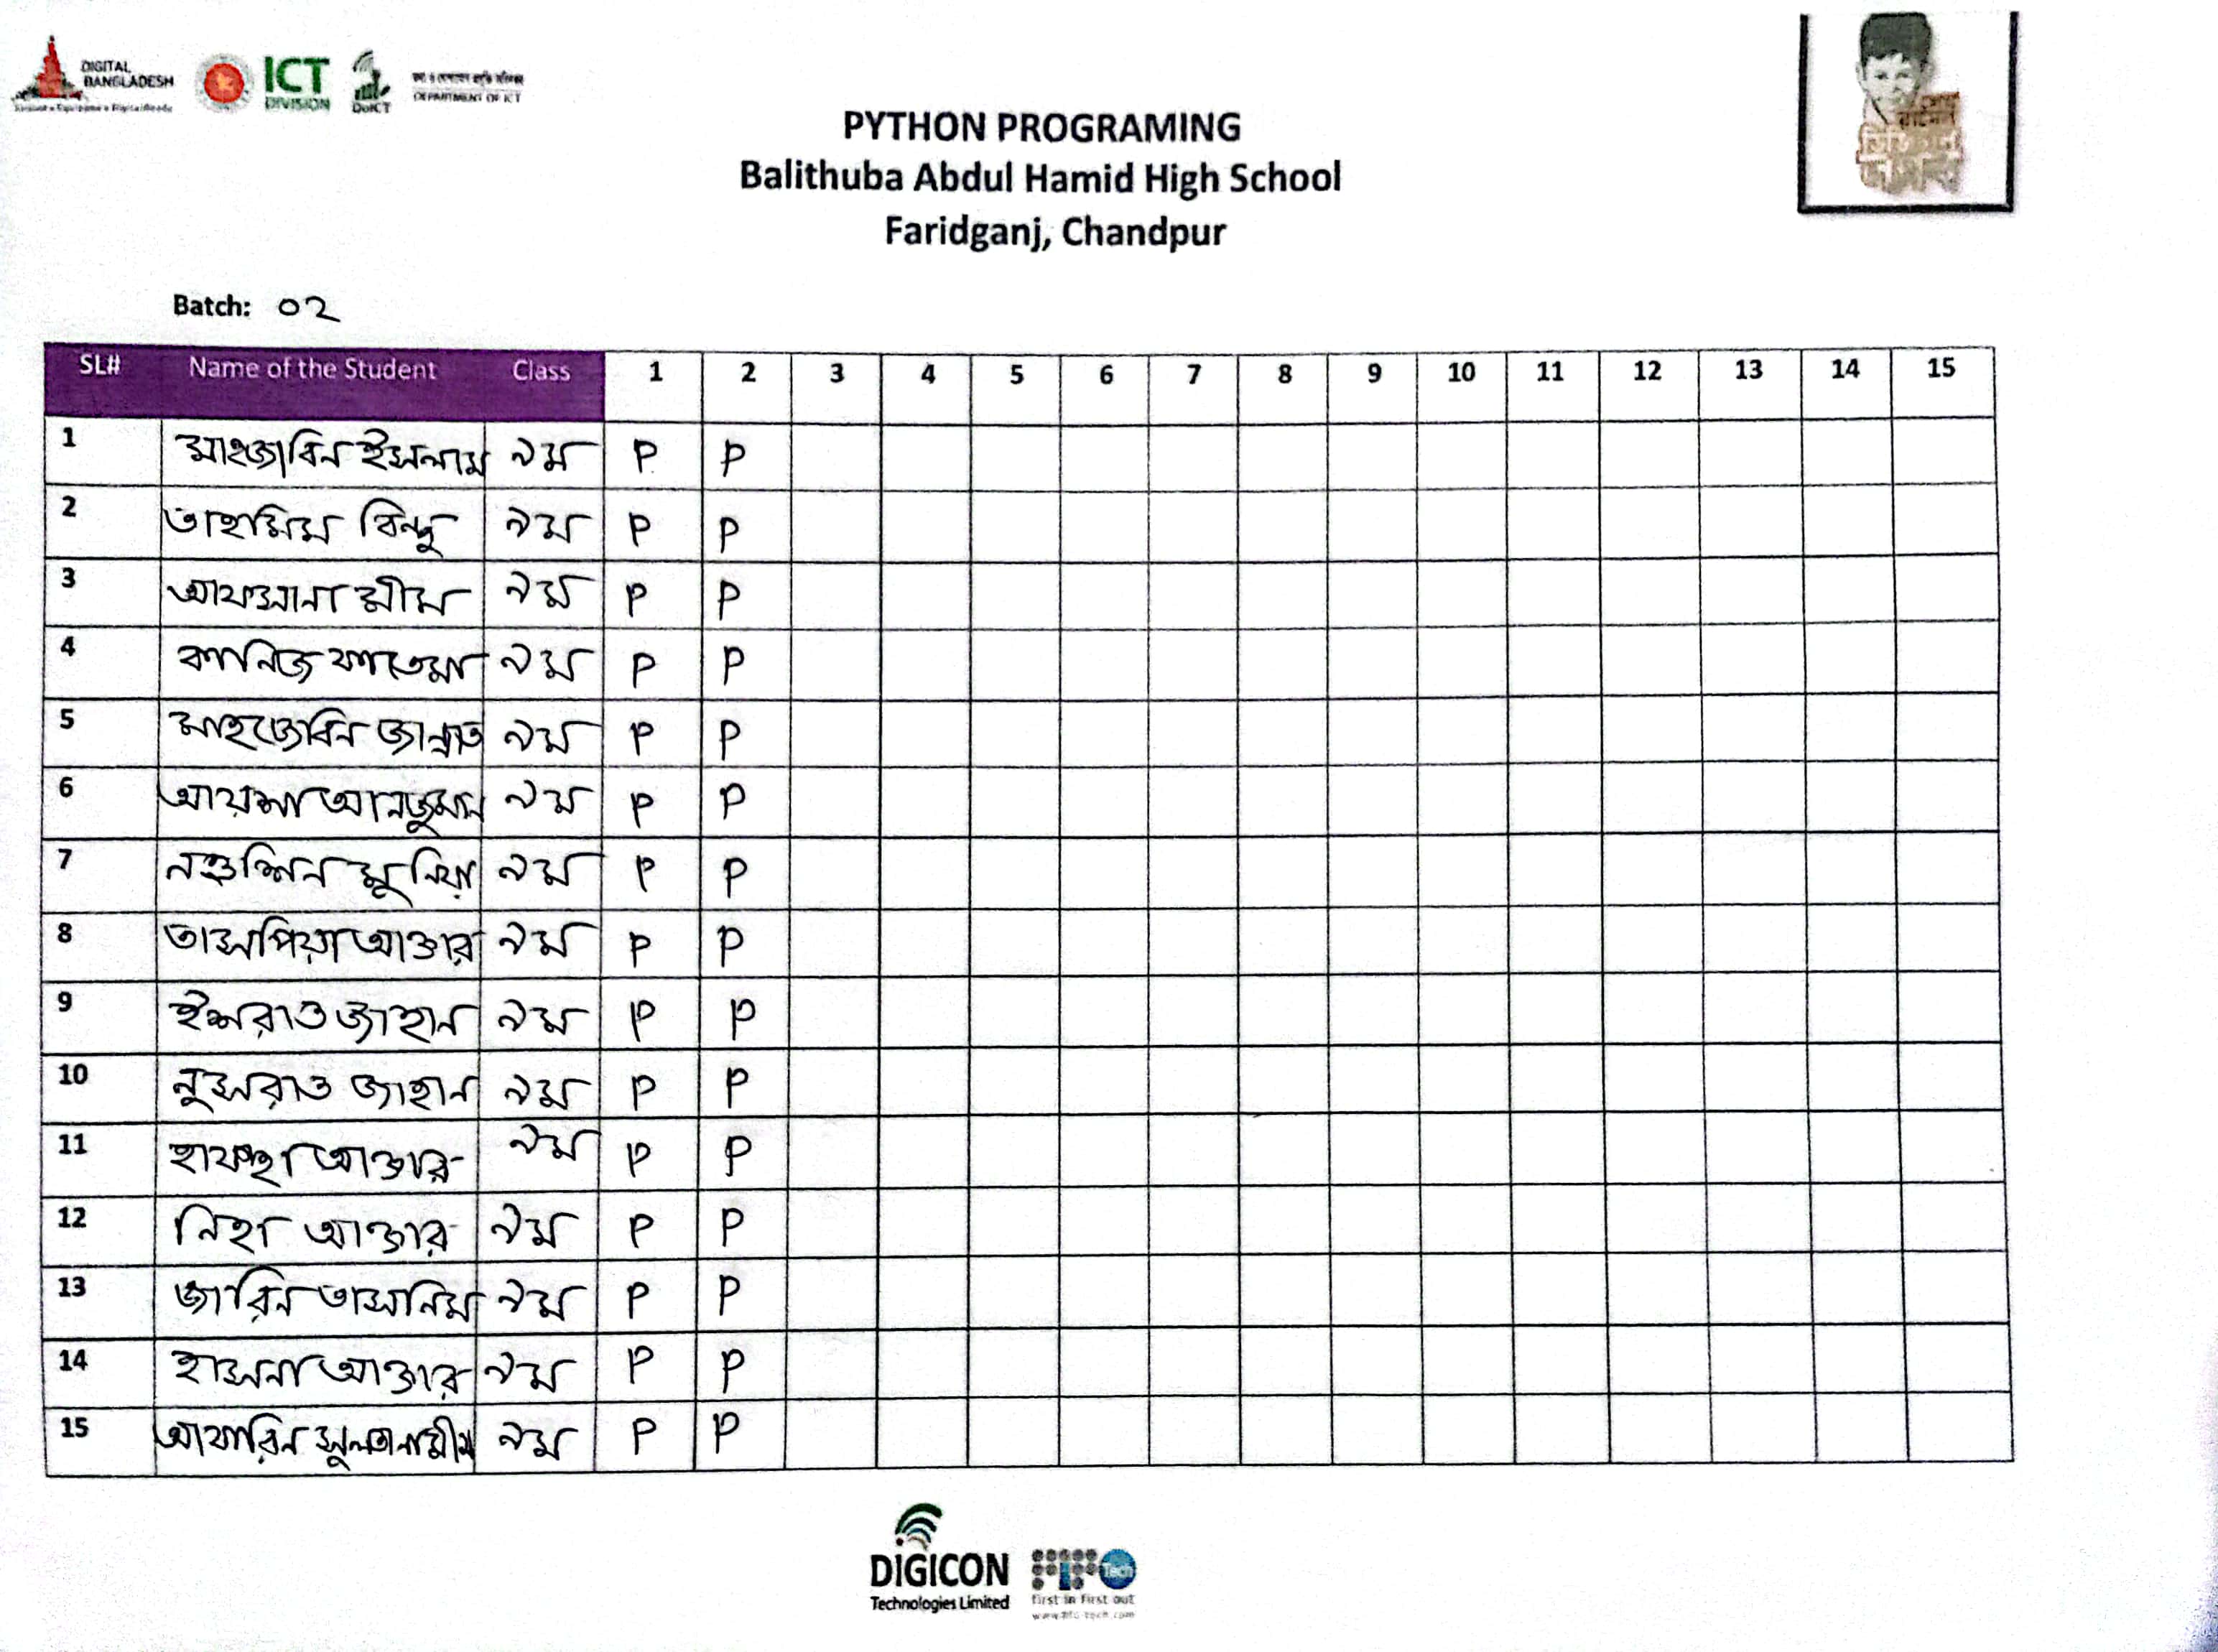 DIGITAL
BANGLADESH
ICT
DIVISION
DoICT
DEPARTMENT OF ICT
PYTHON PROGRAMING
Balithuba Abdul Hamid High School
Faridganj, Chandpur
Batch: ০২
SL# Name of the Student Class 1 2 3 4 5 6 7 8 9 10 11 12 13 14 15
1 মাহজাবিন ইসলাম ৯ম P P
2 তাহমিম বিন্দু ৯ম P P
3 আফসানা মীম ৯ম P P
4 কানিজ ফাতেমা ৯ম P P
5 মাহজেবিন জান্নাত ৯ম P P
6 আয়শা আনজুমান ৯ম P P
7 নওশিন মুনিয়া ৯ম P P
8 তাসপিয়া আক্তার ৯ম P P
9 ইশরাত জাহান ৯ম P P
10 নুসরাত জাহান ৯ম P P
11 হাফছা আক্তার ৯ম P P
12 নিহা আক্তার ৯ম P P
13 জারিন তাসনিম ৯ম P P
14 হাসনা আক্তার ৯ম P P
15 আফরিন সুলতানা মীম ৯ম P P
DIGICON
Technologies Limited
Tech
first in first out